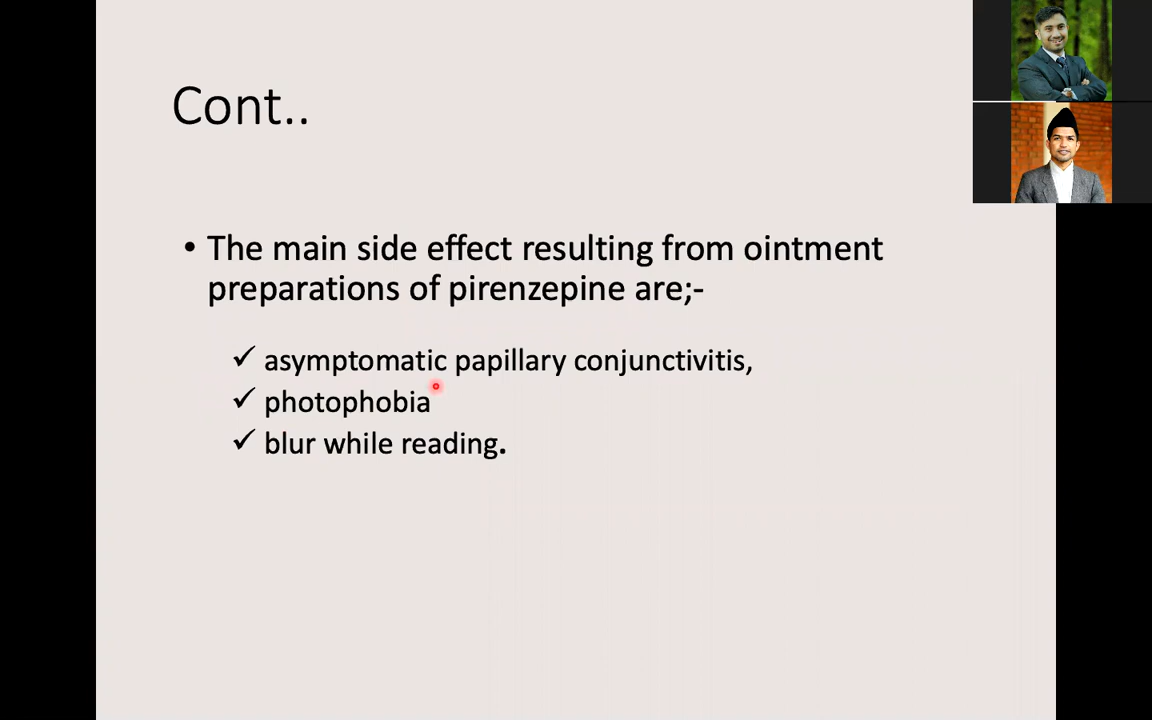 Cont..
• The main side effect resulting from ointment
preparations of pirenzepine are;-
✓ asymptomatic papillary conjunctivitis,
✓ photophobia
✓ blur while reading.